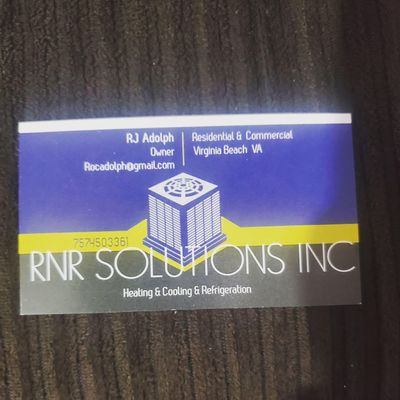 RJ Adolph
Owner
Rocadolph@gmail.com
Residential & Commercial
Virginia Beach VA
7574503361
RNR SOLUTIONS INC
Heating & Cooling & Refrigeration